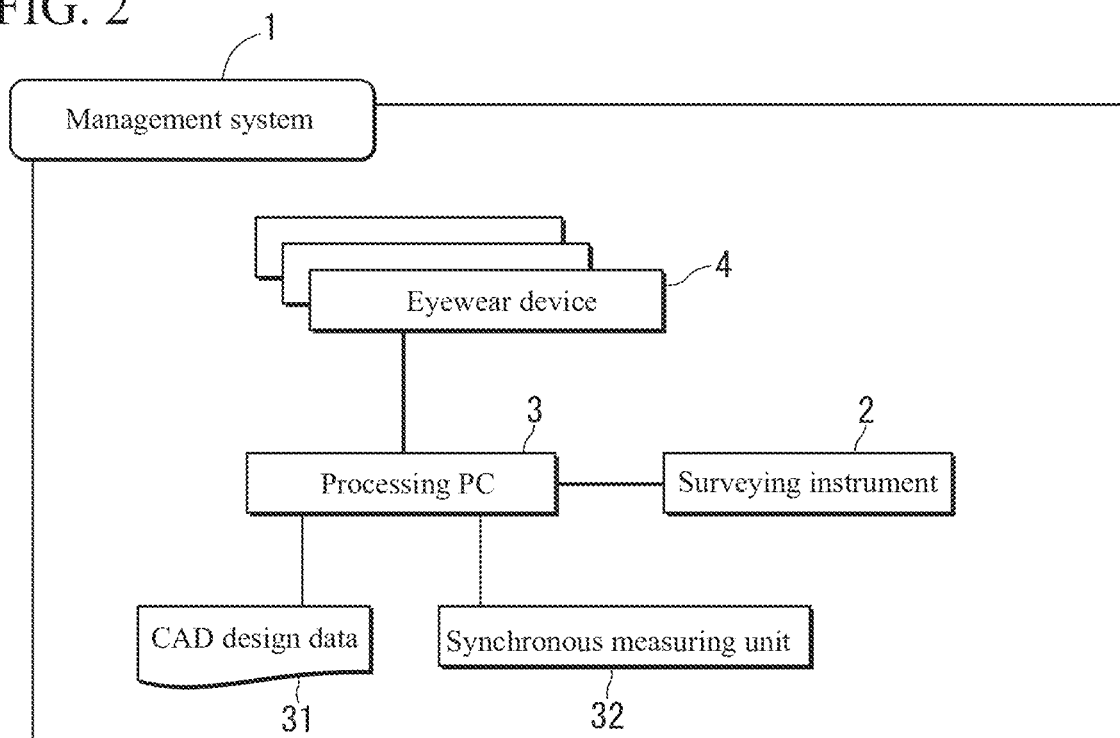 FIG. 2
1
Management system
4
Eyewear device
3
2
Processing PC
Surveying instrument
CAD design data
Synchronous measuring unit
31
32